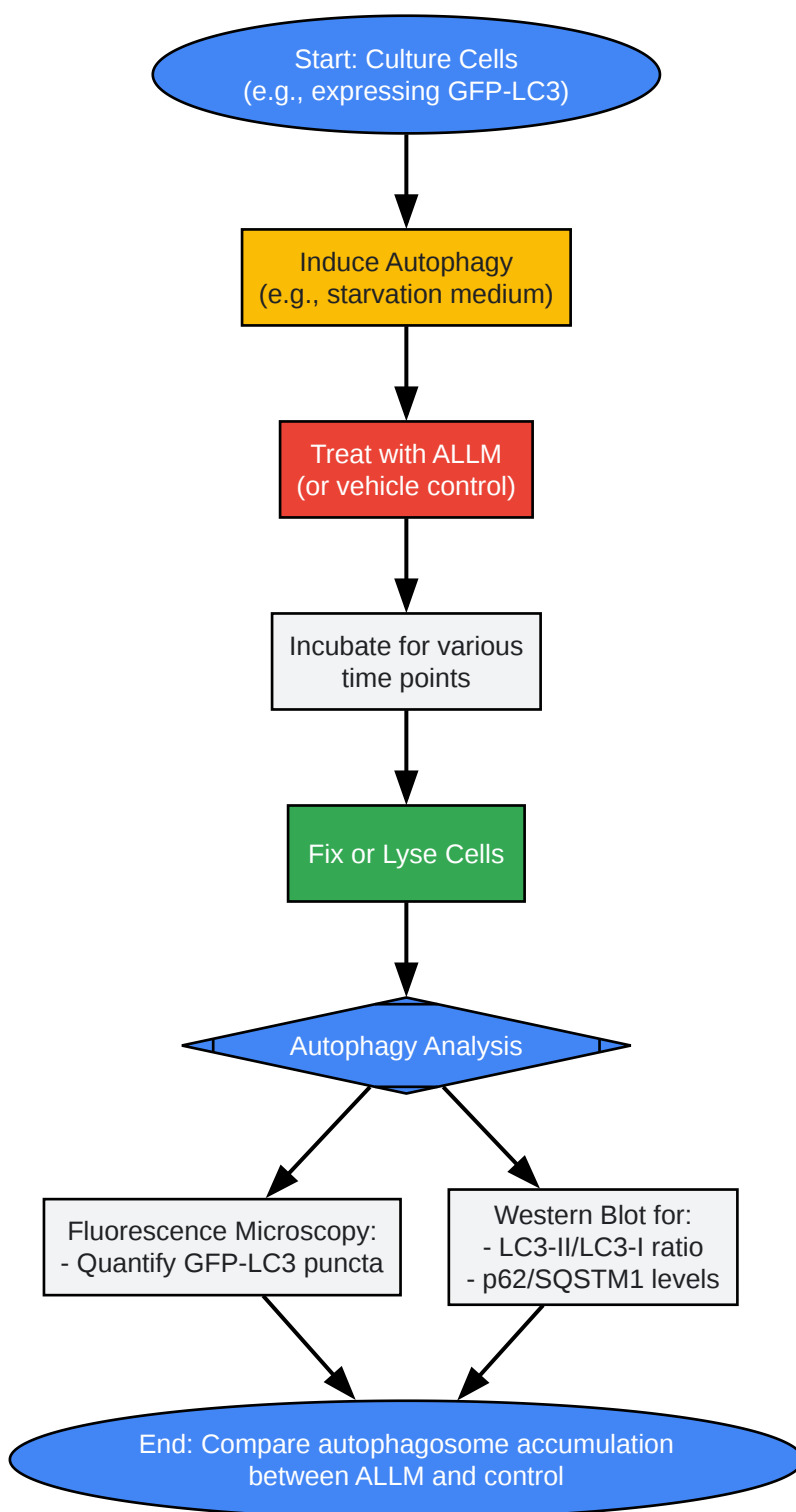 Start: Culture Cells
(e.g., expressing GFP-LC3)
Induce Autophagy
(e.g., starvation medium)
Treat with ALLM
(or vehicle control)
Incubate for various
time points
Fix or Lyse Cells
Autophagy Analysis
Fluorescence Microscopy:
- Quantify GFP-LC3 puncta
Western Blot for:
- LC3-II/LC3-I ratio
- p62/SQSTM1 levels
End: Compare autophagosome accumulation
between ALLM and control